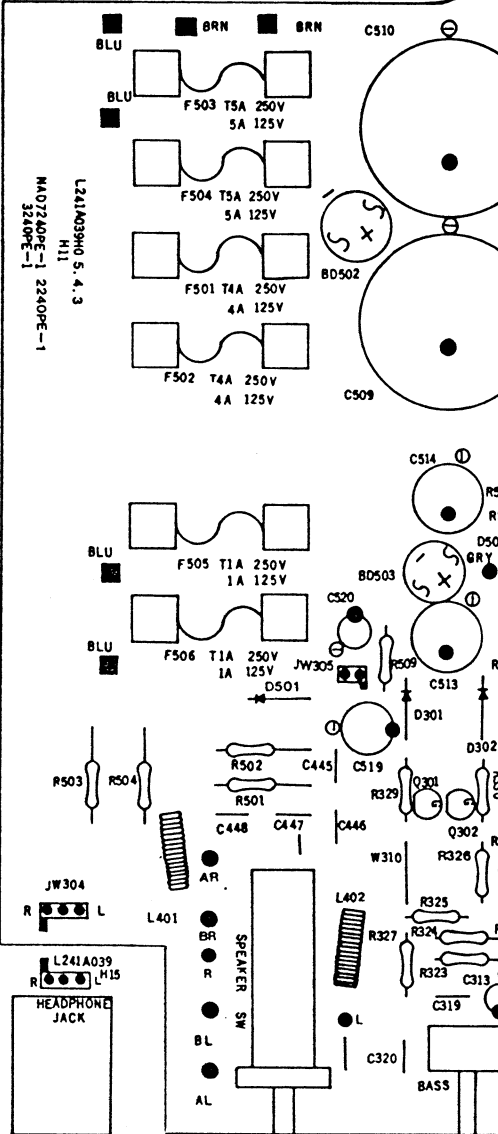 BLU
BRN
BRN
C510
BLU
F503 T5A 250V
5A 125V
F504 T5A 250V
5A 125V
L241A039H0 5.4.3
H11
NAD7240PE-1 2240PE-1
3240PE-1
BD502
F501 T4A 250V
4A 125V
F502 T4A 250V
4A 125V
C509
C514
BLU
F505 T1A 250V
1A 125V
BD503
GRY
C520
BLU
F506 T1A 250V
1A 125V
JW305
R509
C513
D501
D301
R503
R504
R502
C445
C519
D302
R501
R329
Q301
C448
C447
C446
Q302
AR
W310
R326
JW304
R L
L401
L402
BR
R
SPEAKER SW
R325
R327
R324
R323
L241A039
H15
R L
C313
C319
HEADPHONE
JACK
BL
L
C320
AL
BASS